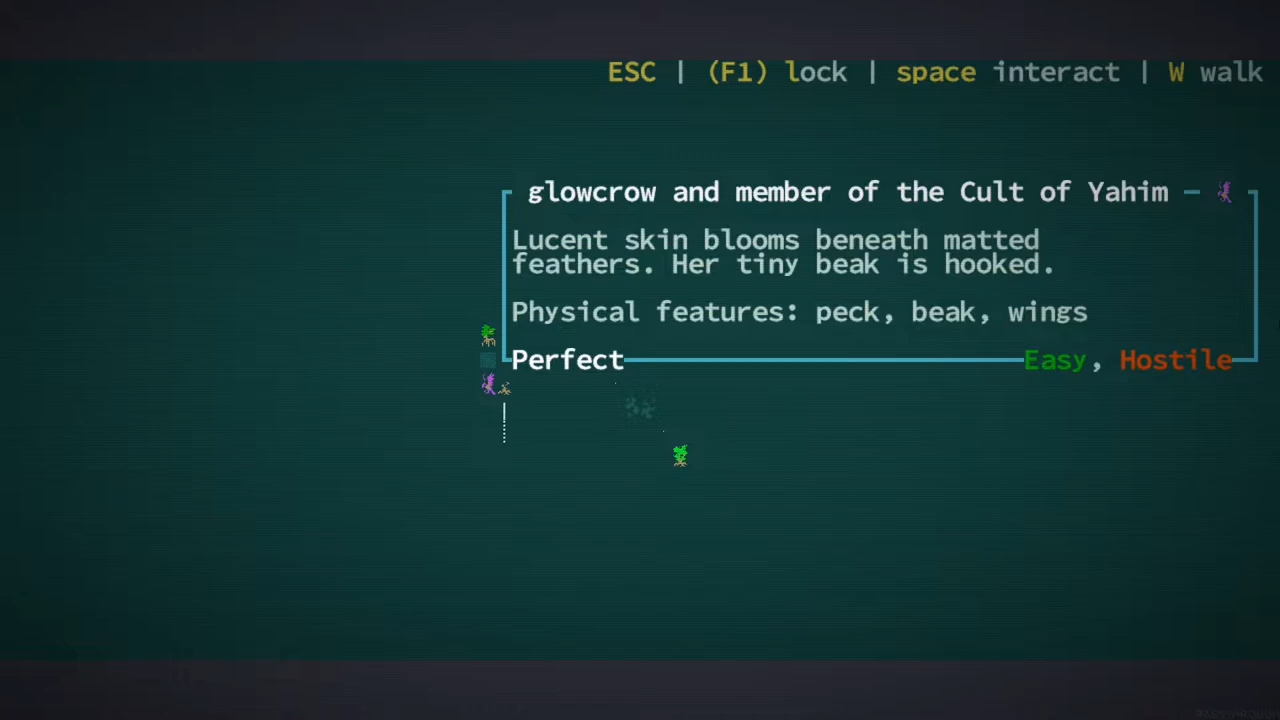 ESC | (F1) lock | space interact | W walk
glowcrow and member of the Cult of Yahim
Lucent skin blooms beneath matted
feathers. Her tiny beak is hooked.
Physical features: peck, beak, wings
Perfect
Easy, Hostile